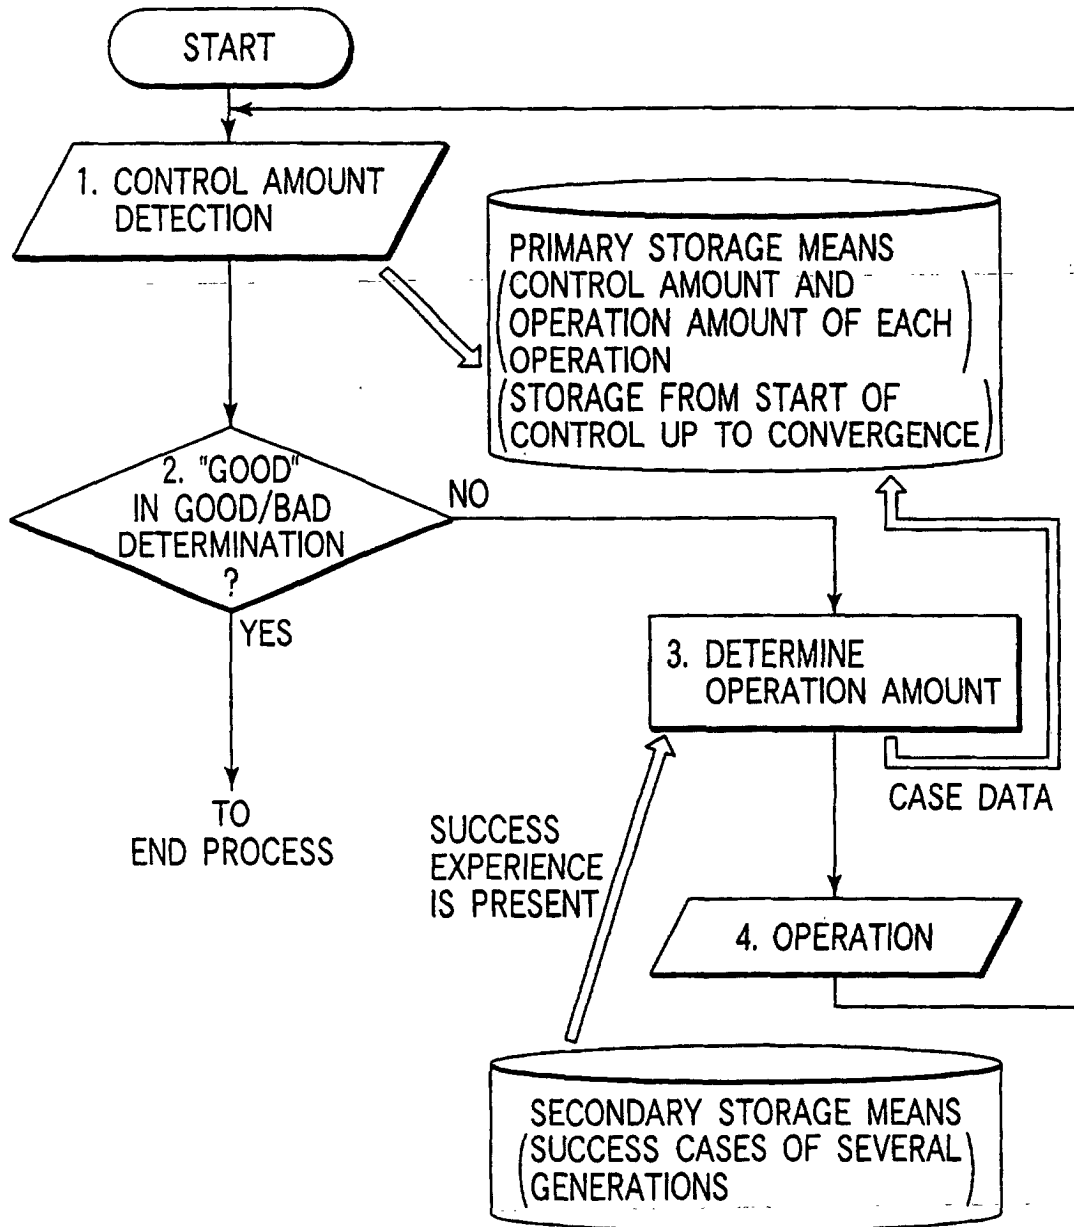 START
1. CONTROL AMOUNT
DETECTION
PRIMARY STORAGE MEANS
(CONTROL AMOUNT AND
OPERATION AMOUNT OF EACH
OPERATION)
(STORAGE FROM START OF
CONTROL UP TO CONVERGENCE)
2. "GOOD"
IN GOOD/BAD
DETERMINATION
?
NO
YES
3. DETERMINE
OPERATION AMOUNT
CASE DATA
TO
END PROCESS
SUCCESS
EXPERIENCE
IS PRESENT
4. OPERATION
SECONDARY STORAGE MEANS
(SUCCESS CASES OF SEVERAL
GENERATIONS)